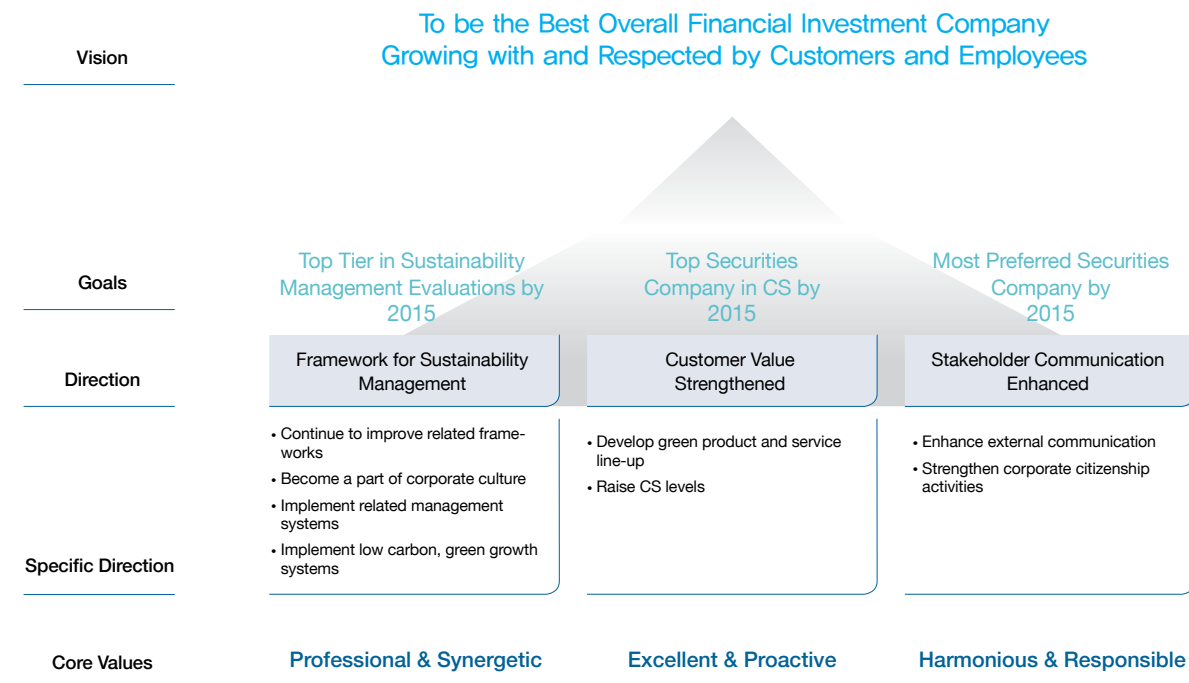 Vision
To be the Best Overall Financial Investment Company
Growing with and Respected by Customers and Employees
Goals
Top Tier in Sustainability
Management Evaluations by
2015
Top Securities
Company in CS by
2015
Most Preferred Securities
Company by
2015
Direction
Framework for Sustainability
Management
Customer Value
Strengthened
Stakeholder Communication
Enhanced
Specific Direction
• Continue to improve related frame-
works
• Become a part of corporate culture
• Implement related management
systems
• Implement low carbon, green growth
systems
• Develop green product and service
line-up
• Raise CS levels
• Enhance external communication
• Strengthen corporate citizenship
activities
Core Values
Professional & Synergetic
Excellent & Proactive
Harmonious & Responsible